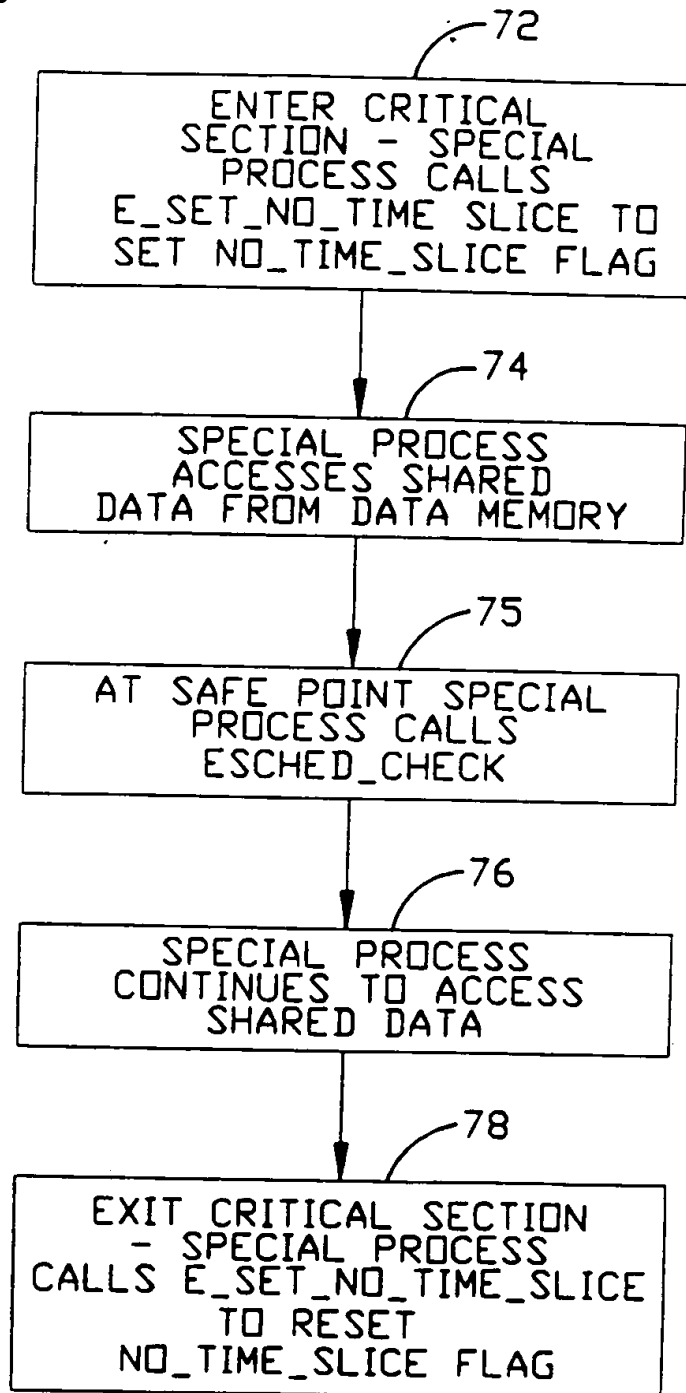 72
ENTER CRITICAL
SECTION - SPECIAL
PROCESS CALLS
E_SET_NO_TIME SLICE TO
SET NO_TIME_SLICE FLAG
74
SPECIAL PROCESS
ACCESSES SHARED
DATA FROM DATA MEMORY
75
AT SAFE POINT SPECIAL
PROCESS CALLS
ESCHED_CHECK
76
SPECIAL PROCESS
CONTINUES TO ACCESS
SHARED DATA
78
EXIT CRITICAL SECTION
- SPECIAL PROCESS
CALLS E_SET_NO_TIME_SLICE
TO RESET
NO_TIME_SLICE FLAG